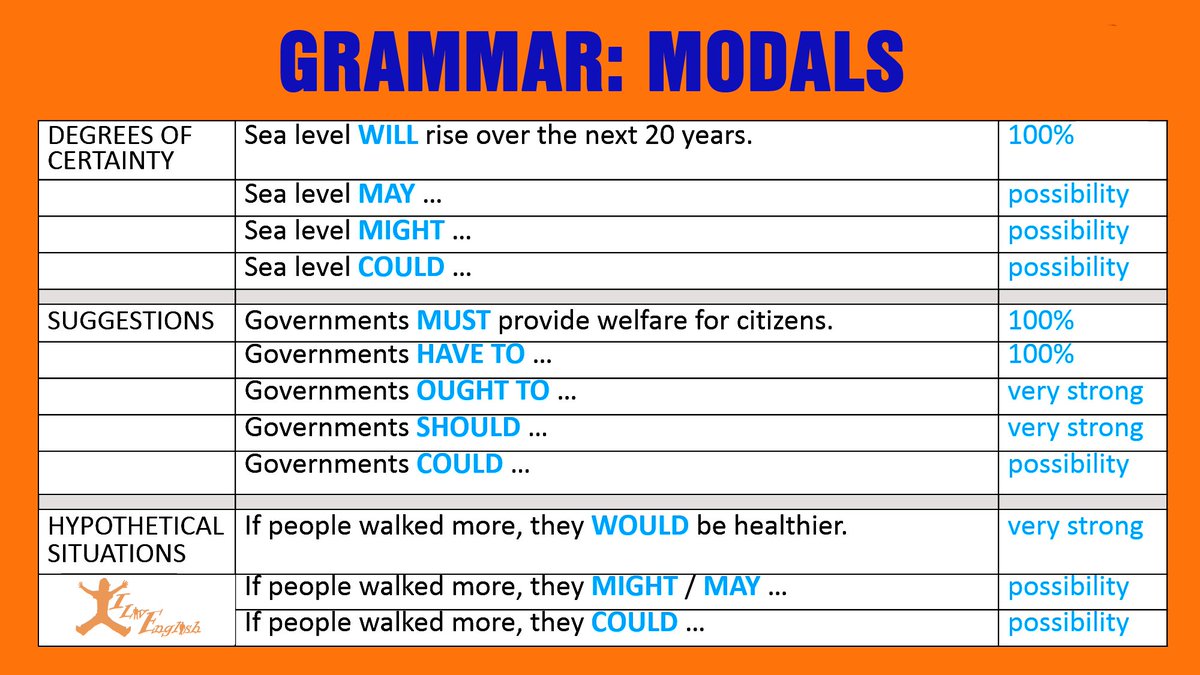 GRAMMAR: MODALS
DEGREES OF CERTAINTY Sea level WILL rise over the next 20 years. 100%
Sea level MAY ... possibility
Sea level MIGHT ... possibility
Sea level COULD ... possibility
SUGGESTIONS Governments MUST provide welfare for citizens. 100%
Governments HAVE TO ... 100%
Governments OUGHT TO ... very strong
Governments SHOULD ... very strong
Governments COULD ... possibility
HYPOTHETICAL SITUATIONS If people walked more, they WOULD be healthier. very strong
If people walked more, they MIGHT / MAY ... possibility
If people walked more, they COULD ... possibility
I Luv English